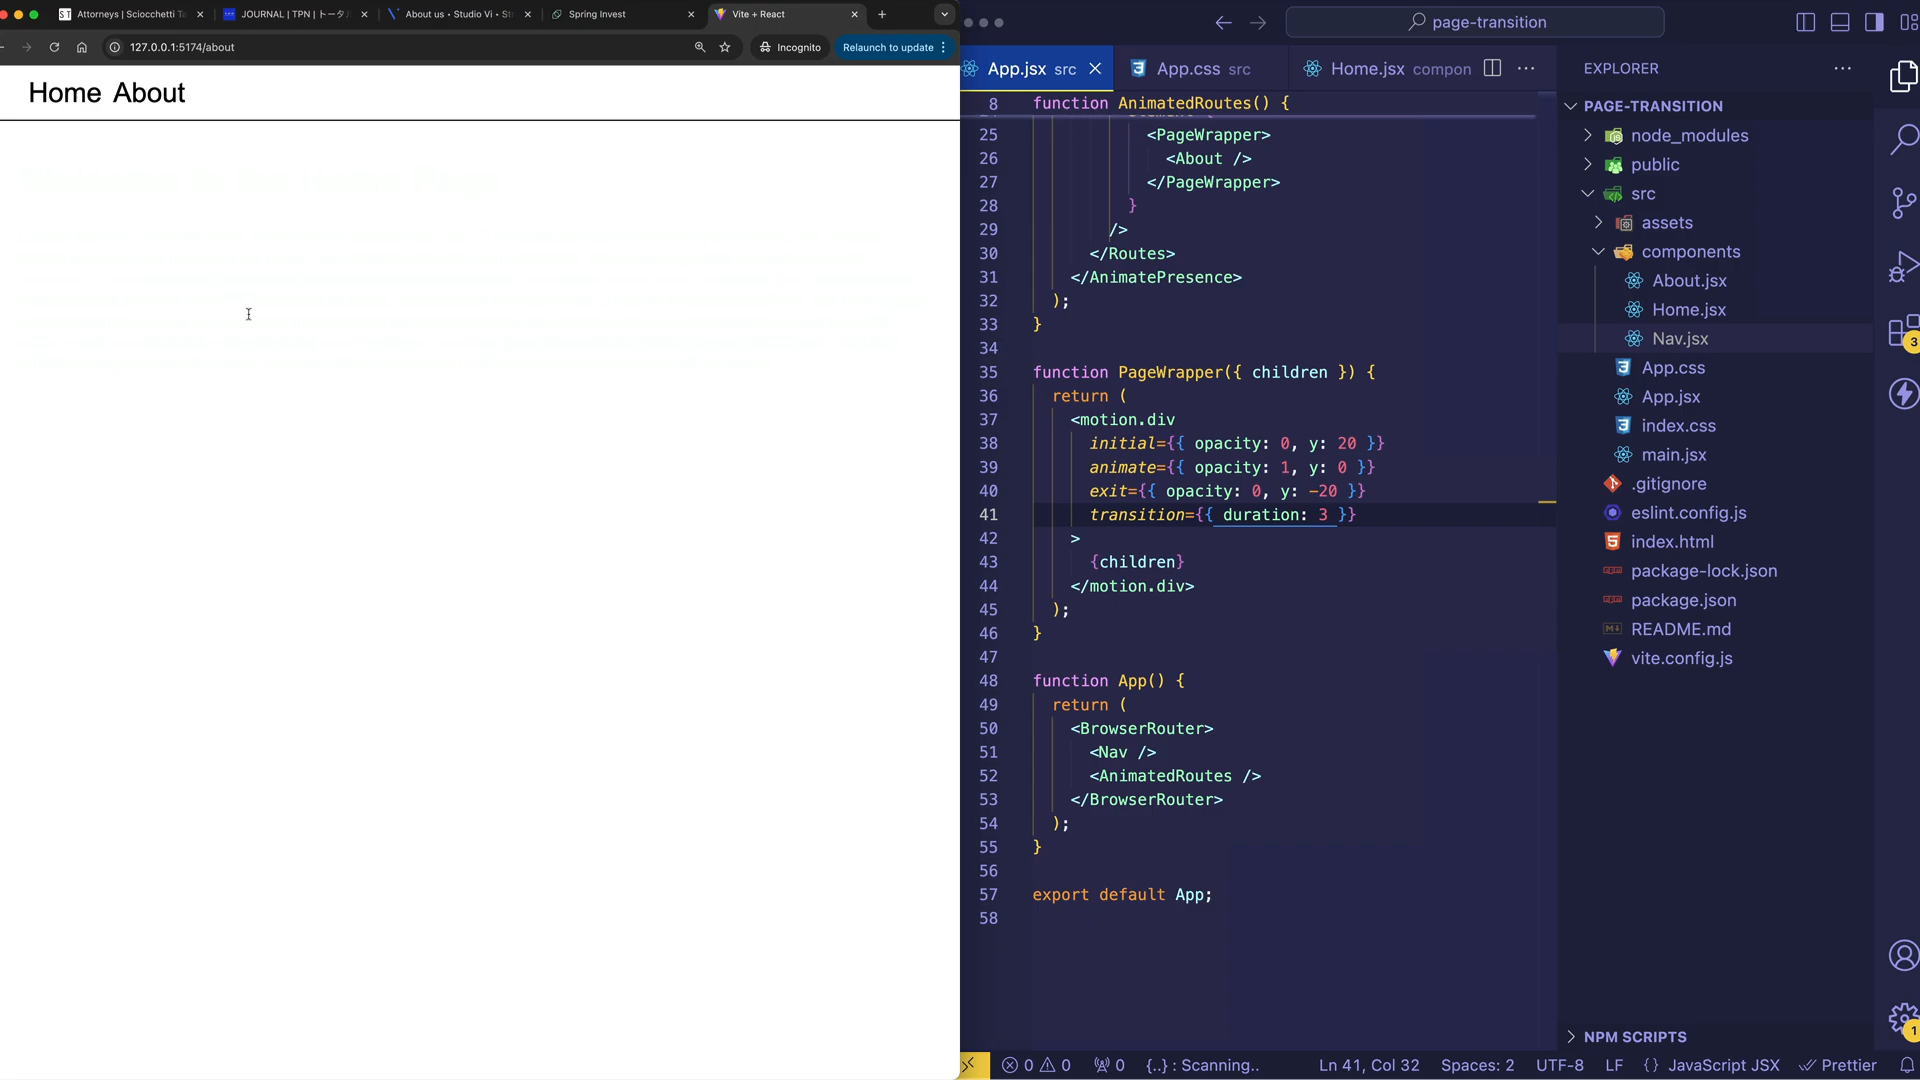 Attorneys | Sciocchetti Ta
JOURNAL | TPN | トータル
About us • Studio Vi • St
Spring Invest
Vite + React
127.0.0.1:5174/about
Incognito
Relaunch to update
Home About
page-transition
App.jsx src
App.css src
Home.jsx compon
8 function AnimatedRoutes() {
25 <PageWrapper>
26 <About />
27 </PageWrapper>
28 }
29 />
30 </Routes>
31 </AnimatePresence>
32 );
33 }
34
35 function PageWrapper({ children }) {
36 return (
37 <motion.div
38 initial={{ opacity: 0, y: 20 }}
39 animate={{ opacity: 1, y: 0 }}
40 exit={{ opacity: 0, y: -20 }}
41 transition={{ duration: 3 }}
42 >
43 {children}
44 </motion.div>
45 );
46 }
47
48 function App() {
49 return (
50 <BrowserRouter>
51 <Nav />
52 <AnimatedRoutes />
53 </BrowserRouter>
54 );
55 }
56
57 export default App;
58
EXPLORER
PAGE-TRANSITION
node_modules
public
src
assets
components
About.jsx
Home.jsx
Nav.jsx
App.css
App.jsx
index.css
main.jsx
.gitignore
eslint.config.js
index.html
package-lock.json
package.json
README.md
vite.config.js
NPM SCRIPTS
3
1
0 0 0 {..} : Scanning.. Ln 41, Col 32 Spaces: 2 UTF-8 LF {} JavaScript JSX Prettier